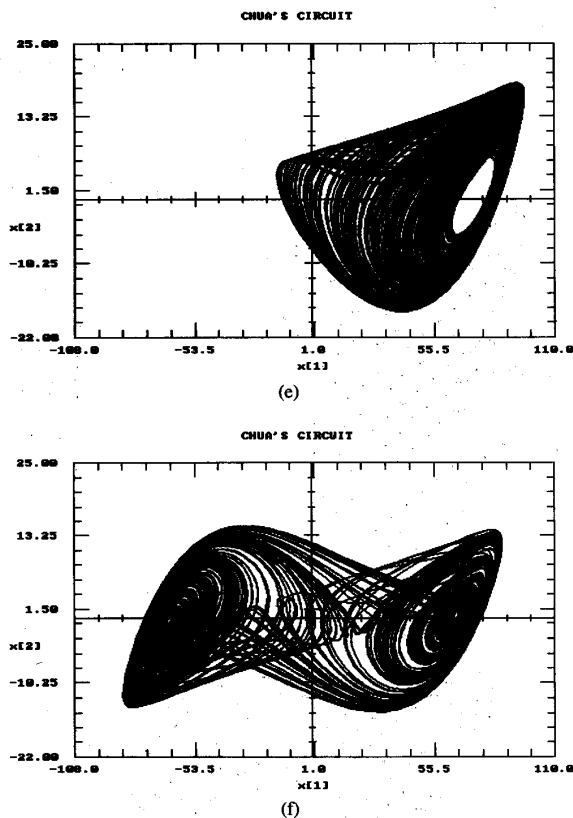 CHUA'S CIRCUIT
25.00
13.25
1.50
x[2]
-10.25
-22.00
-100.0 -53.5 1.0 55.5 110.0
x[1]
(e)
CHUA'S CIRCUIT
25.00
13.25
1.50
x[2]
-10.25
-22.00
-100.0 -53.5 1.0 55.5 110.0
x[1]
(f)